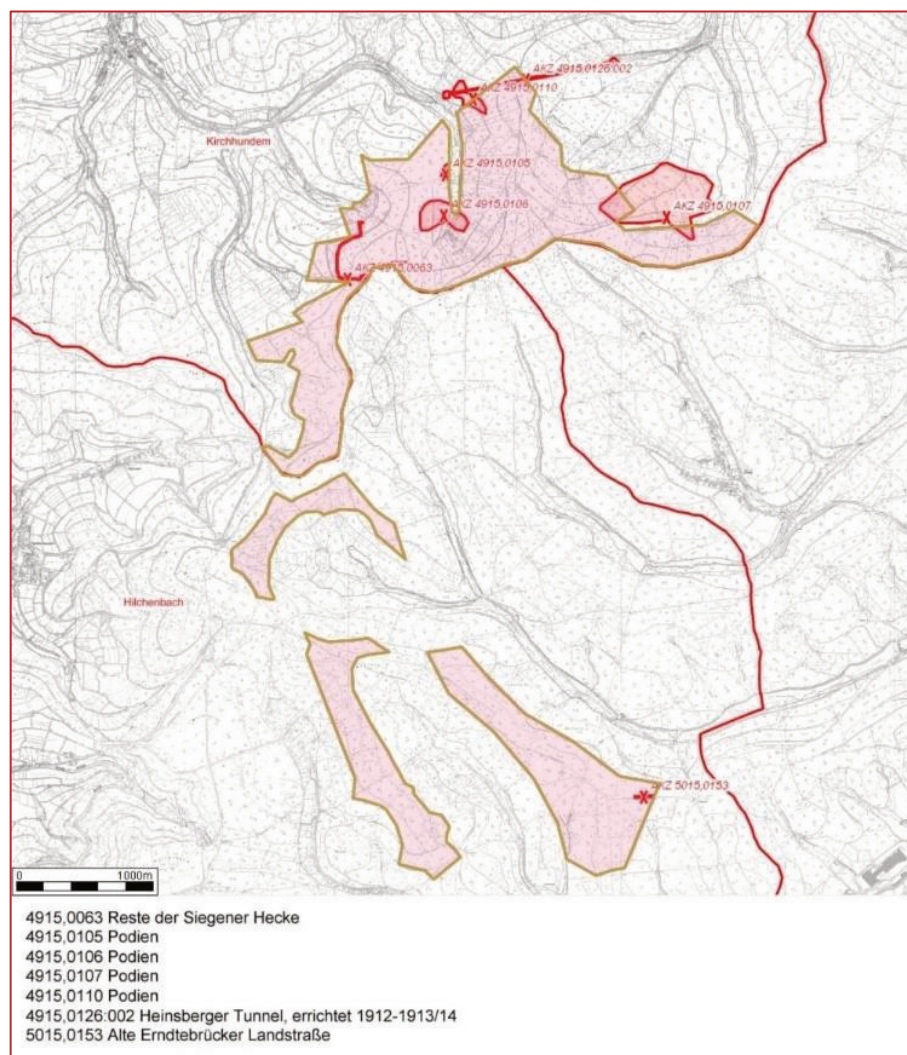 AKZ 4915,0126:002
AKZ 4915,0110
Kirchhundem
AKZ 4915,0105
AKZ 4915,0106
AKZ 4915,0107
AKZ 4915,0063
Hilchenbach
AKZ 5015,0153
0 1000m
4915,0063 Reste der Siegener Hecke
4915,0105 Podien
4915,0106 Podien
4915,0107 Podien
4915,0110 Podien
4915,0126:002 Heinsberger Tunnel, errichtet 1912-1913/14
5015,0153 Alte Erndtebrücker Landstraße